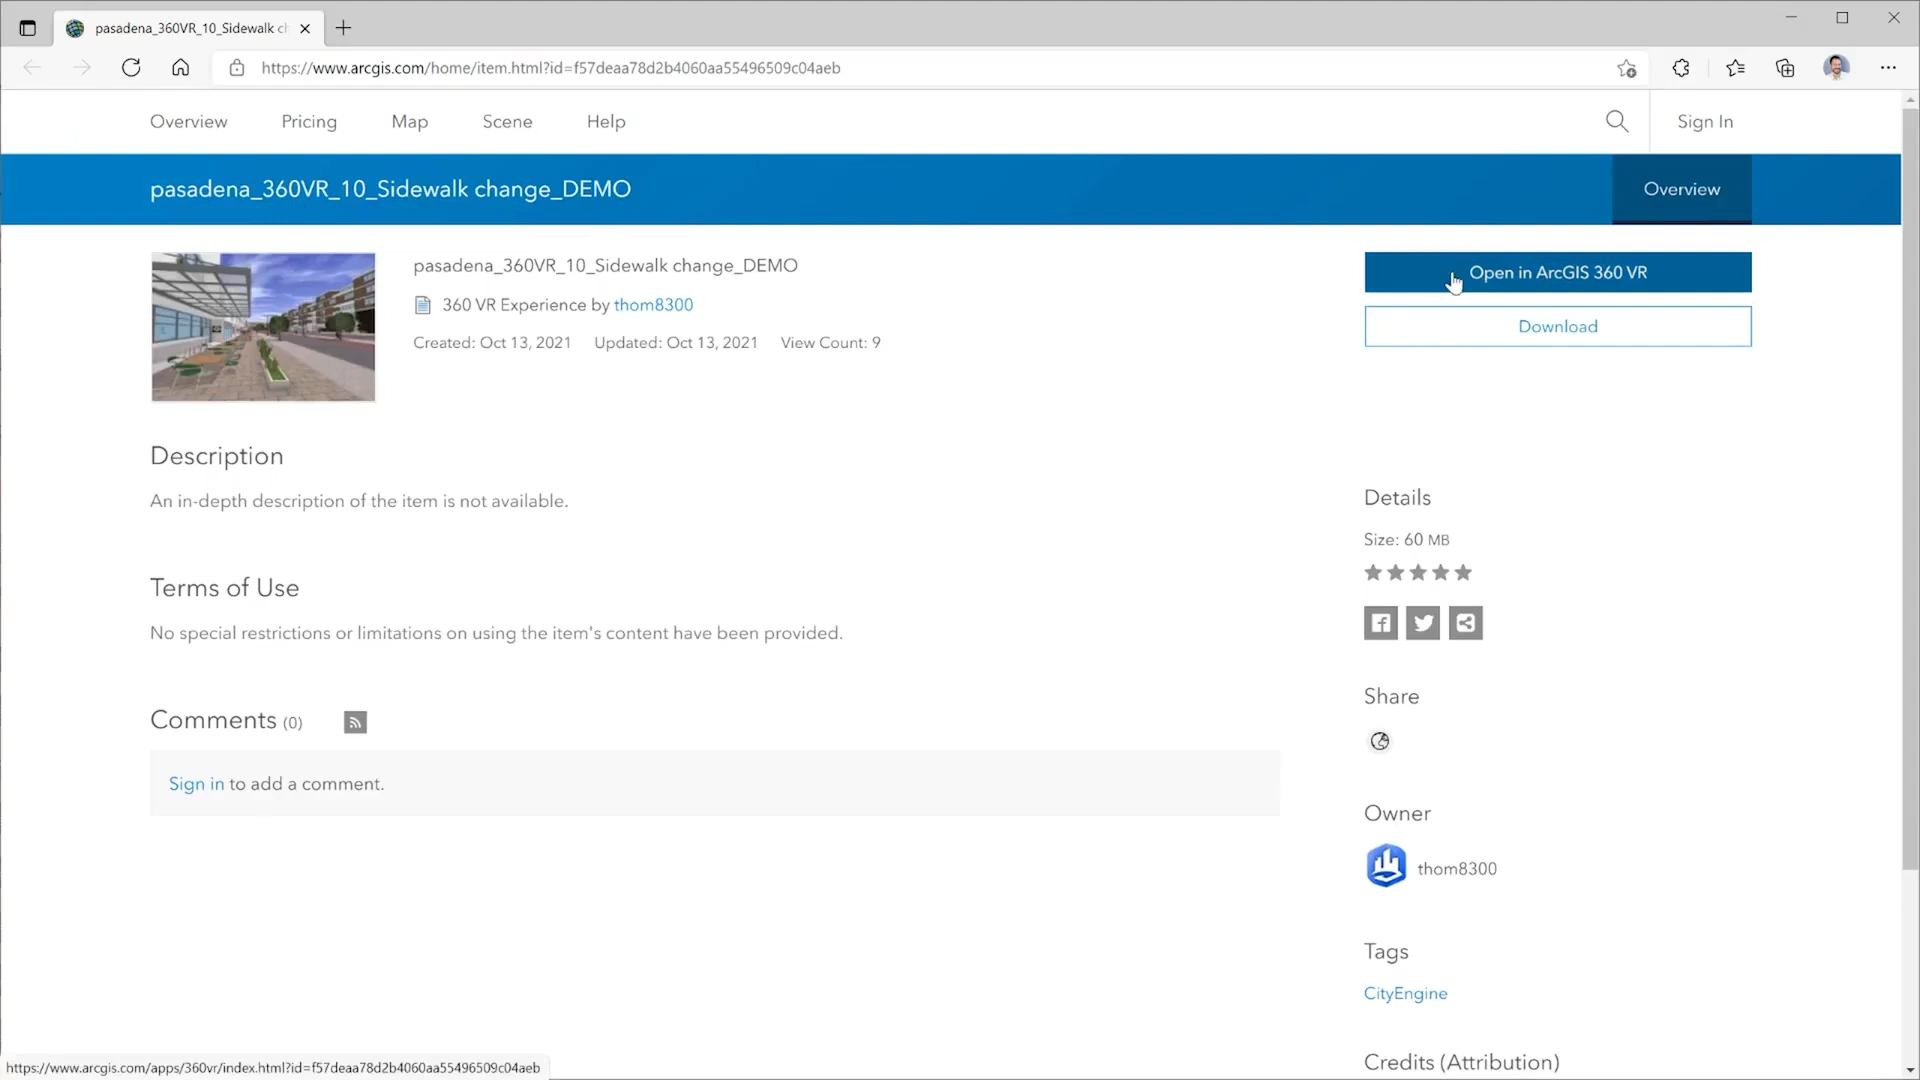 pasadena_360VR_10_Sidewalk ch
https://www.arcgis.com/home/item.html?id=f57deaa78d2b4060aa55496509c04aeb
Overview Pricing Map Scene Help Sign In
pasadena_360VR_10_Sidewalk change_DEMO Overview
pasadena_360VR_10_Sidewalk change_DEMO
360 VR Experience by thom8300
Created: Oct 13, 2021 Updated: Oct 13, 2021 View Count: 9
Open in ArcGIS 360 VR
Download
Description
An in-depth description of the item is not available.
Terms of Use
No special restrictions or limitations on using the item's content have been provided.
Comments (0)
Sign in to add a comment.
Details
Size: 60 MB
Share
Owner
thom8300
Tags
CityEngine
Credits (Attribution)
https://www.arcgis.com/apps/360vr/index.html?id=f57deaa78d2b4060aa55496509c04aeb